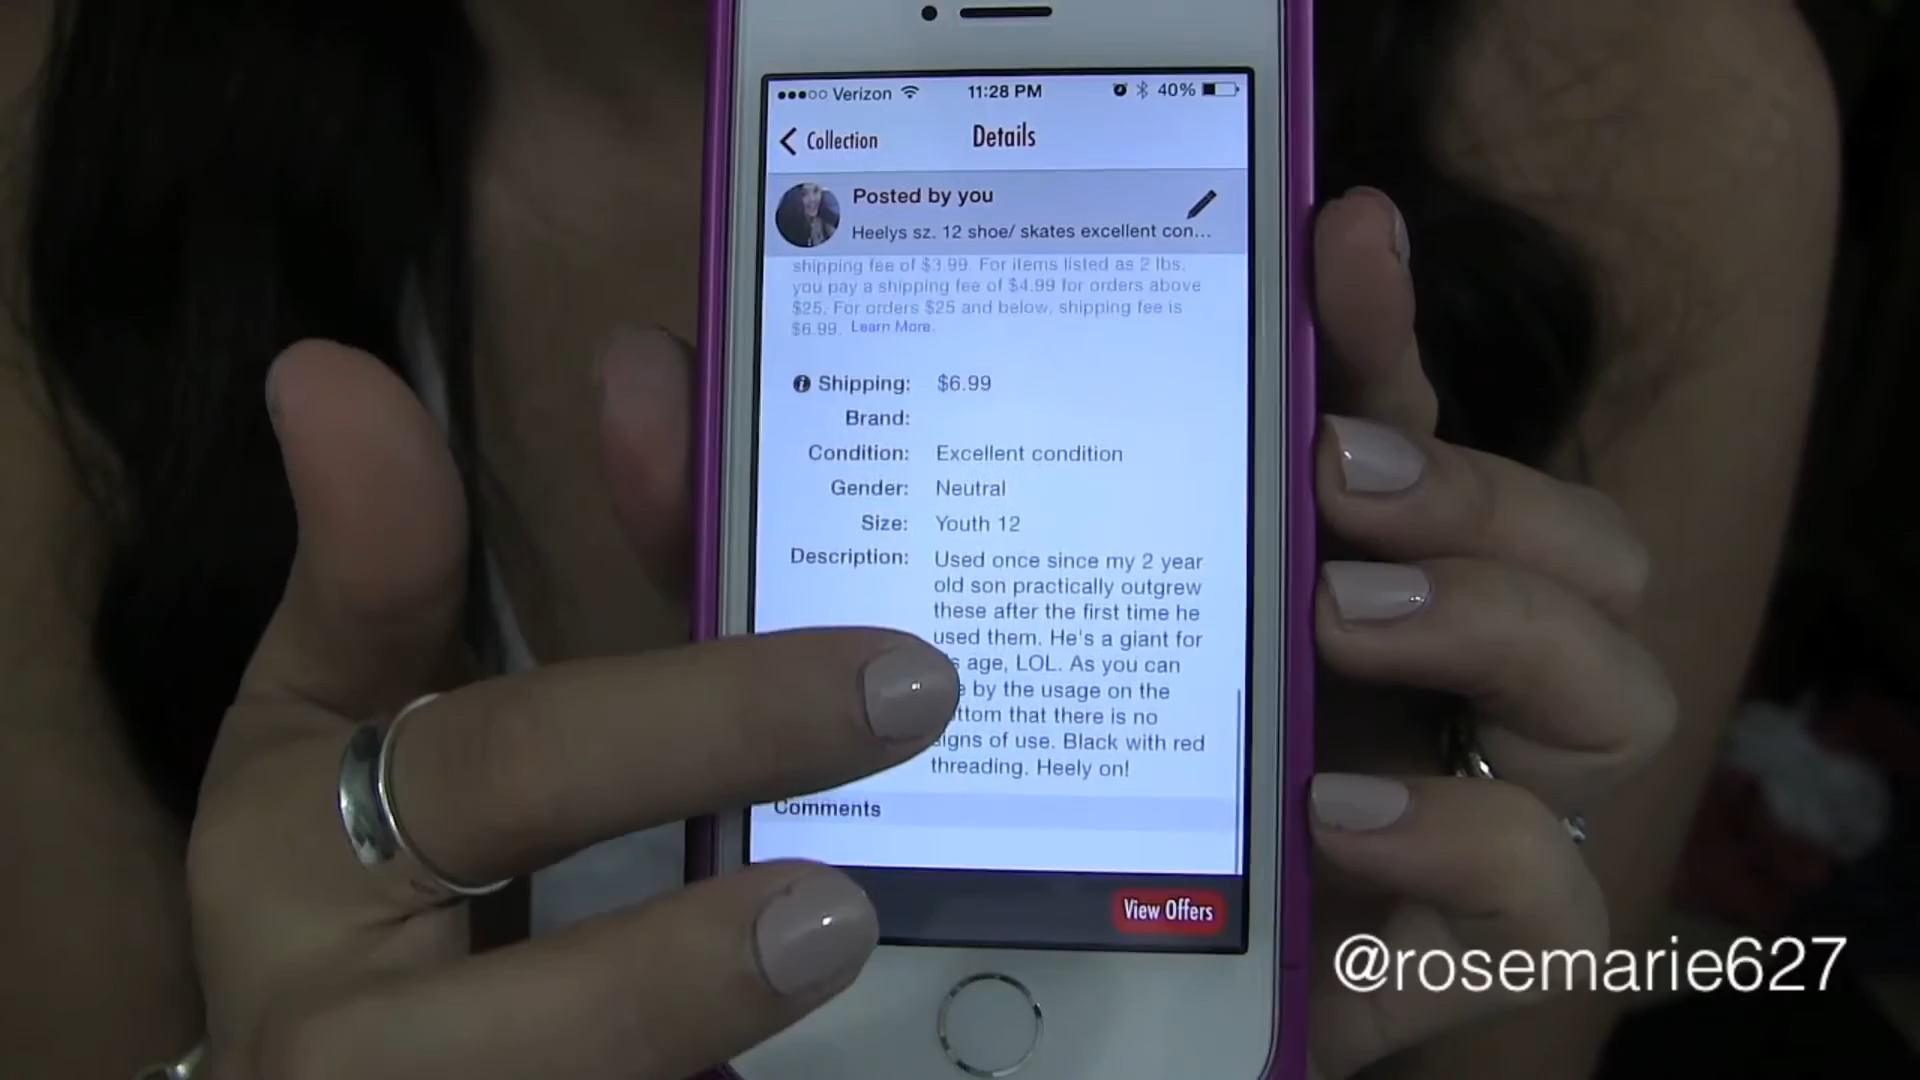 Verizon 11:28 PM 40%
Collection Details
Posted by you
Heelys sz. 12 shoe/ skates excellent con...
shipping fee of $3.99. For items listed as 2 lbs,
you pay a shipping fee of $4.99 for orders above
$25. For orders $25 and below, shipping fee is
$6.99. Learn More.
Shipping: $6.99
Brand:
Condition: Excellent condition
Gender: Neutral
Size: Youth 12
Description: Used once since my 2 year
old son practically outgrew
these after the first time he
used them. He's a giant for
age, LOL. As you can
by the usage on the
that there is no
signs of use. Black with red
threading. Heely on!
Comments
View Offers
@rosemarie627